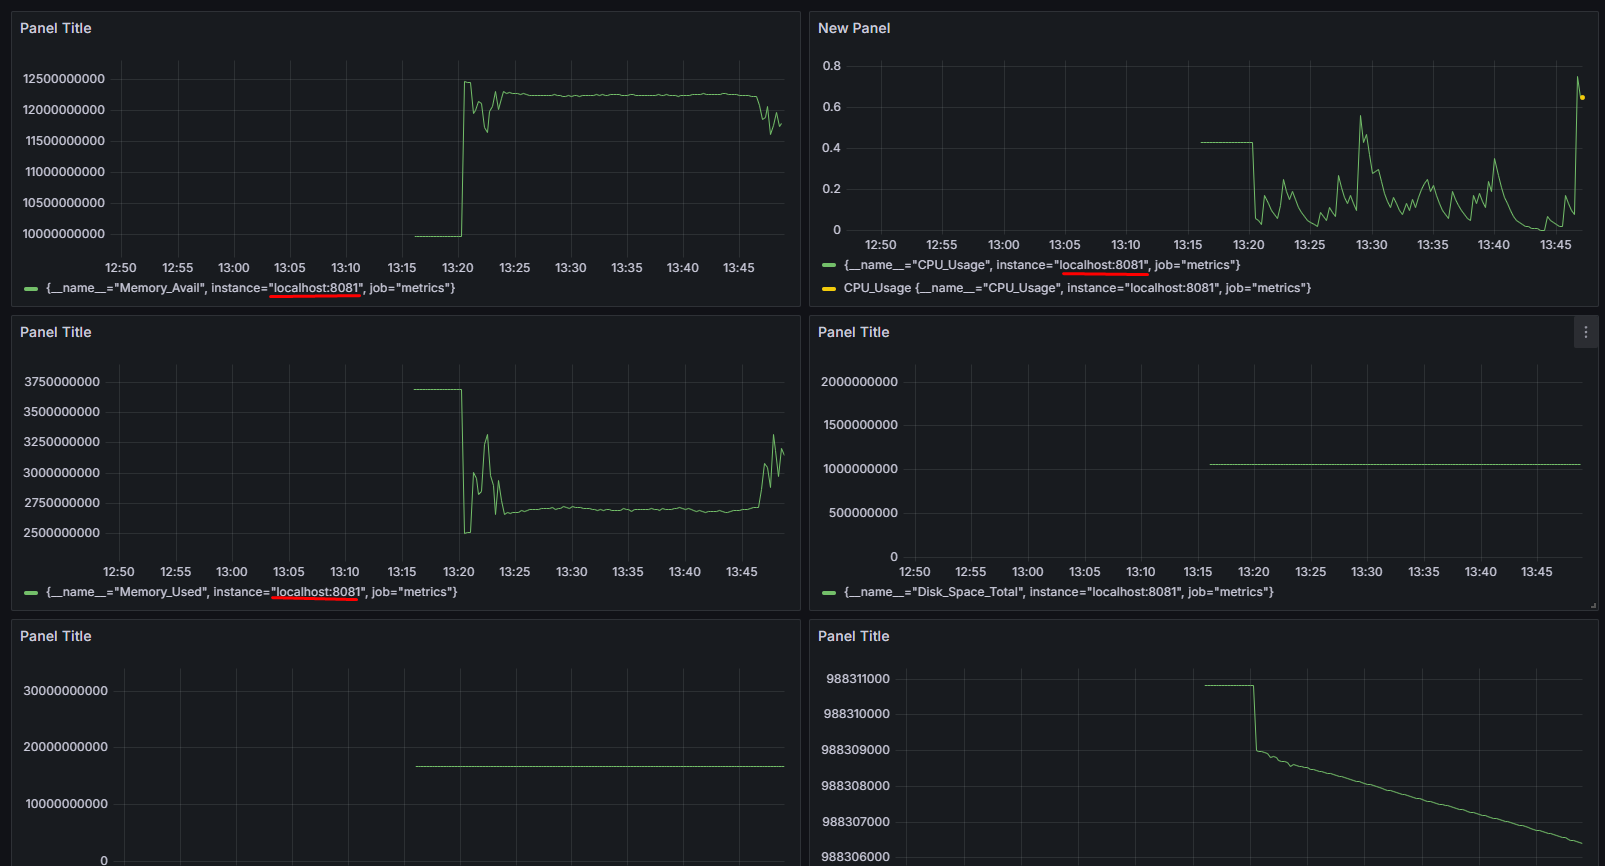 Panel Title
12500000000
12000000000
11500000000
11000000000
10500000000
10000000000
12:50 12:55 13:00 13:05 13:10 13:15 13:20 13:25 13:30 13:35 13:40 13:45
{__name__="Memory_Avail", instance="localhost:8081", job="metrics"}
New Panel
0.8
0.6
0.4
0.2
0
12:50 12:55 13:00 13:05 13:10 13:15 13:20 13:25 13:30 13:35 13:40 13:45
{__name__="CPU_Usage", instance="localhost:8081", job="metrics"}
CPU_Usage {__name__="CPU_Usage", instance="localhost:8081", job="metrics"}
Panel Title
3750000000
3500000000
3250000000
3000000000
2750000000
2500000000
12:50 12:55 13:00 13:05 13:10 13:15 13:20 13:25 13:30 13:35 13:40 13:45
{__name__="Memory_Used", instance="localhost:8081", job="metrics"}
Panel Title
2000000000
1500000000
1000000000
500000000
0
12:50 12:55 13:00 13:05 13:10 13:15 13:20 13:25 13:30 13:35 13:40 13:45
{__name__="Disk_Space_Total", instance="localhost:8081", job="metrics"}
Panel Title
30000000000
20000000000
10000000000
0
Panel Title
988311000
988310000
988309000
988308000
988307000
988306000